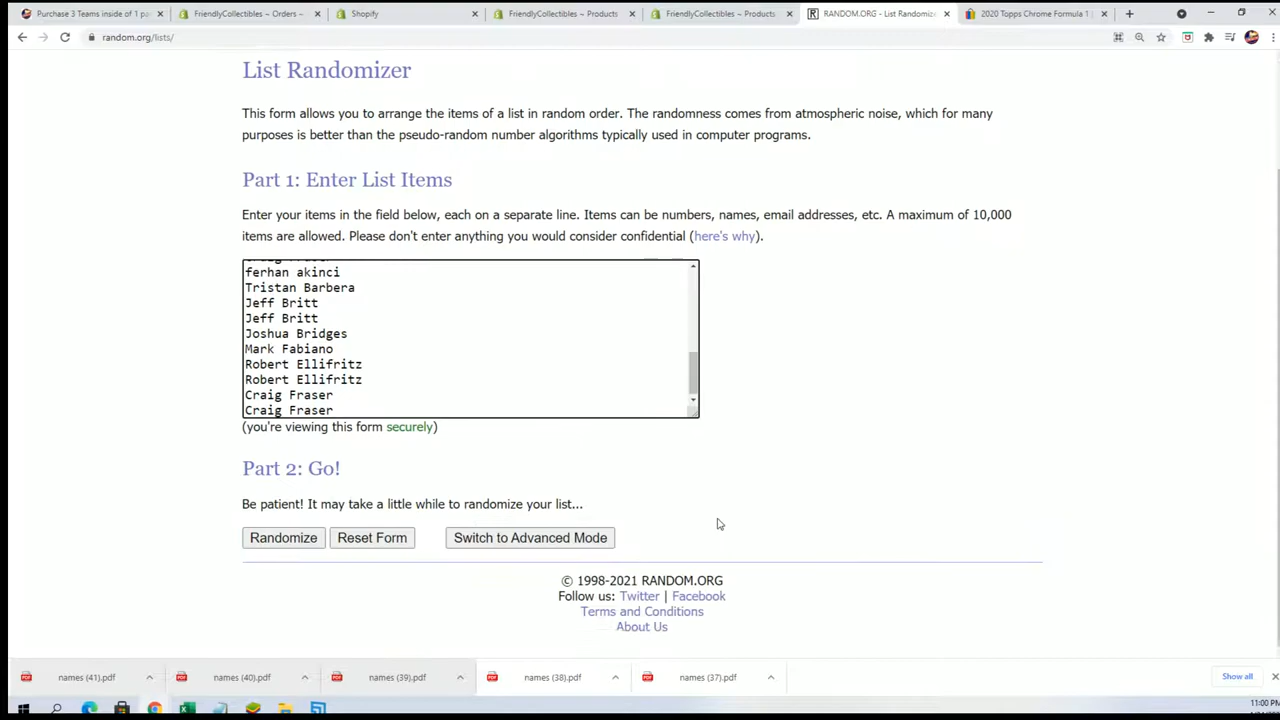 Purchase 3 Teams inside of 1 pa
FriendlyCollectibles ~ Orders ~
Shopify
FriendlyCollectibles ~ Products
FriendlyCollectibles ~ Products
RANDOM.ORG - List Randomize
2020 Topps Chrome Formula 1
random.org/lists/
List Randomizer
This form allows you to arrange the items of a list in random order. The randomness comes from atmospheric noise, which for many
purposes is better than the pseudo-random number algorithms typically used in computer programs.
Part 1: Enter List Items
Enter your items in the field below, each on a separate line. Items can be numbers, names, email addresses, etc. A maximum of 10,000
items are allowed. Please don't enter anything you would consider confidential (here's why).
ferhan akinci
Tristan Barbera
Jeff Britt
Jeff Britt
Joshua Bridges
Mark Fabiano
Robert Ellifritz
Robert Ellifritz
Craig Fraser
Craig Fraser
(you're viewing this form securely)
Part 2: Go!
Be patient! It may take a little while to randomize your list...
Randomize
Reset Form
Switch to Advanced Mode
© 1998-2021 RANDOM.ORG
Follow us: Twitter | Facebook
Terms and Conditions
About Us
names (41).pdf
names (40).pdf
names (39).pdf
names (38).pdf
names (37).pdf
Show all
11:00 PM